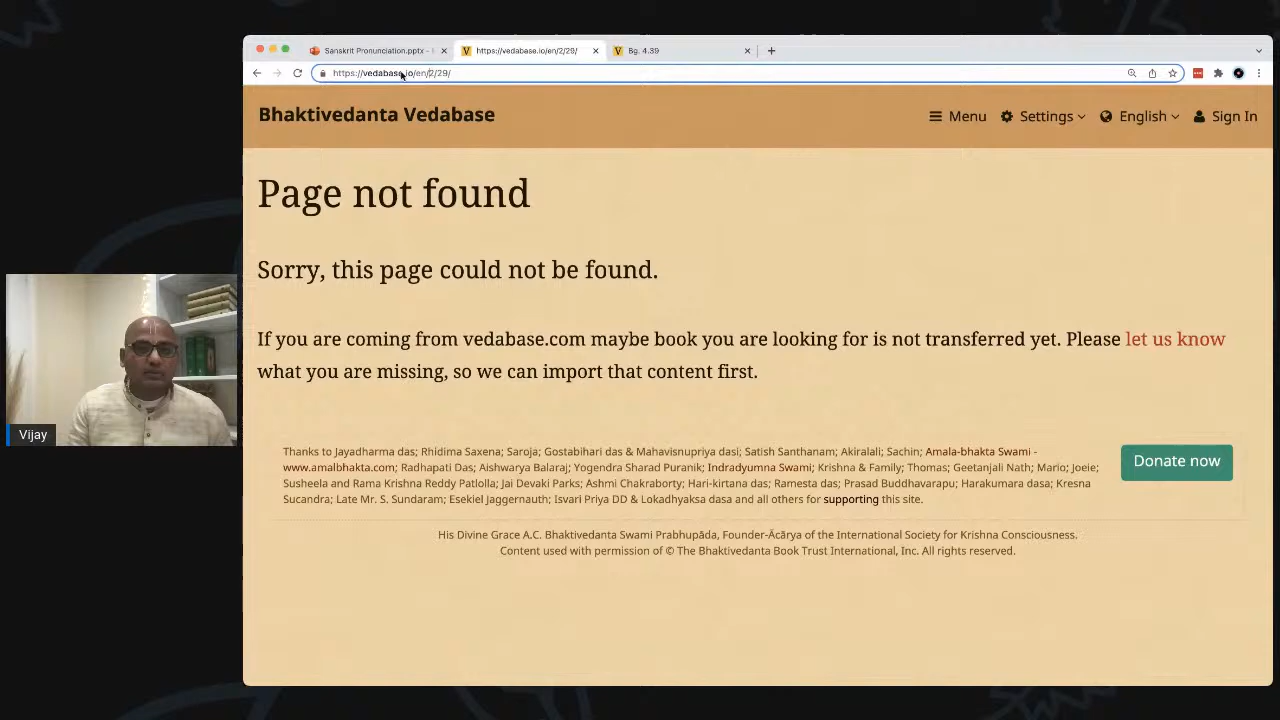 Sanskrit Pronunciation.pptx -
https://vedabase.io/en/2/29/
Bg. 4.39
https://vedabase.io/en/2/29/
Bhaktivedanta Vedabase
Menu
Settings
English
Sign In
Page not found
Sorry, this page could not be found.
If you are coming from vedabase.com maybe book you are looking for is not transferred yet. Please let us know
what you are missing, so we can import that content first.
Thanks to Jayadharma das; Rhidima Saxena; Saroja; Gostabihari das & Mahavisnupriya dasi; Satish Santhanam; Akiralali; Sachin; Amala-bhakta Swami -
www.amalbhakta.com; Radhapati Das; Aishwarya Balaraj; Yogendra Sharad Puranik; Indradyumna Swami; Krishna & Family; Thomas; Geetanjali Nath; Mario; Joeie;
Susheela and Rama Krishna Reddy Patlolla; Jai Devaki Parks; Ashmi Chakraborty; Hari-kirtana das; Ramesta das; Prasad Buddhavarapu; Harakumara dasa; Kresna
Sucandra; Late Mr. S. Sundaram; Esekiel Jaggernauth; Isvari Priya DD & Lokadhyaksa dasa and all others for supporting this site.
Donate now
His Divine Grace A.C. Bhaktivedanta Swami Prabhupāda, Founder-Ācārya of the International Society for Krishna Consciousness.
Content used with permission of © The Bhaktivedanta Book Trust International, Inc. All rights reserved.
Vijay